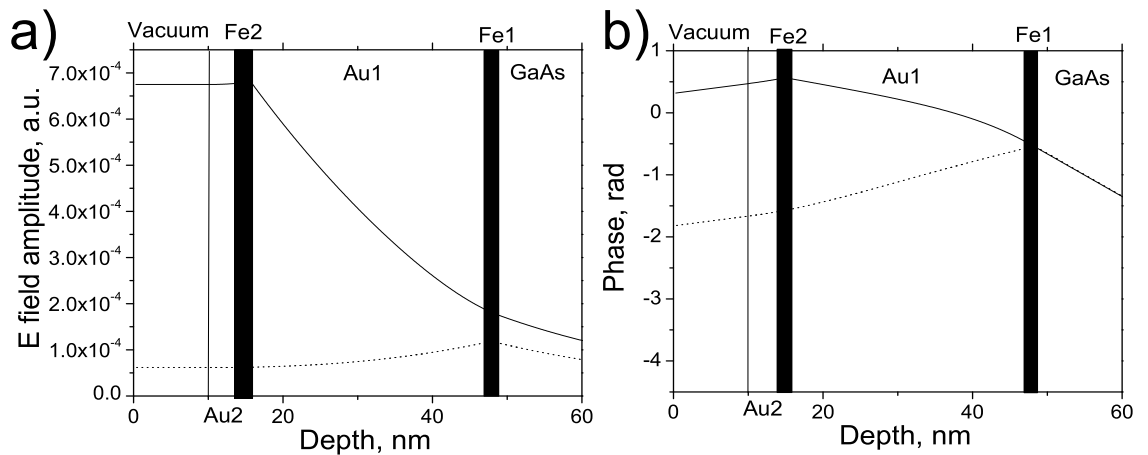 a)
Vacuum Fe2 Fe1
Au1 GaAs
E field amplitude, a.u.
7.0x10⁻⁴
6.0x10⁻⁴
5.0x10⁻⁴
4.0x10⁻⁴
3.0x10⁻⁴
2.0x10⁻⁴
1.0x10⁻⁴
0.0
0 Au2 20 40 60
Depth, nm
b)
Vacuum Fe2 Fe1
Au1 GaAs
Phase, rad
1
0
-1
-2
-3
-4
0 Au2 20 40 60
Depth, nm